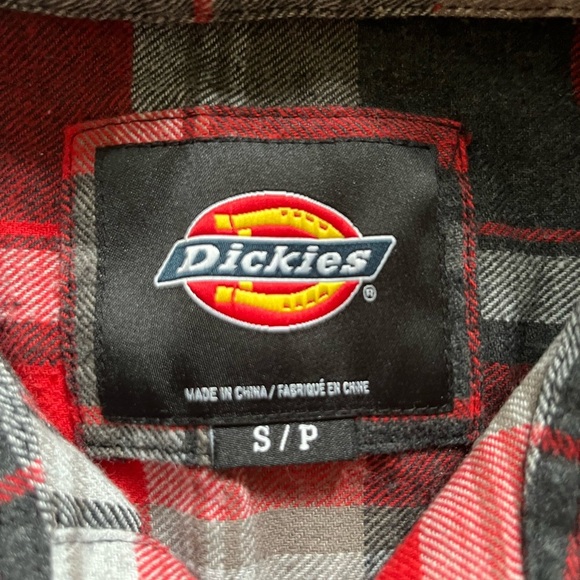 Dickies
®
MADE IN CHINA / FABRIQUÉ EN CHINE
S / P